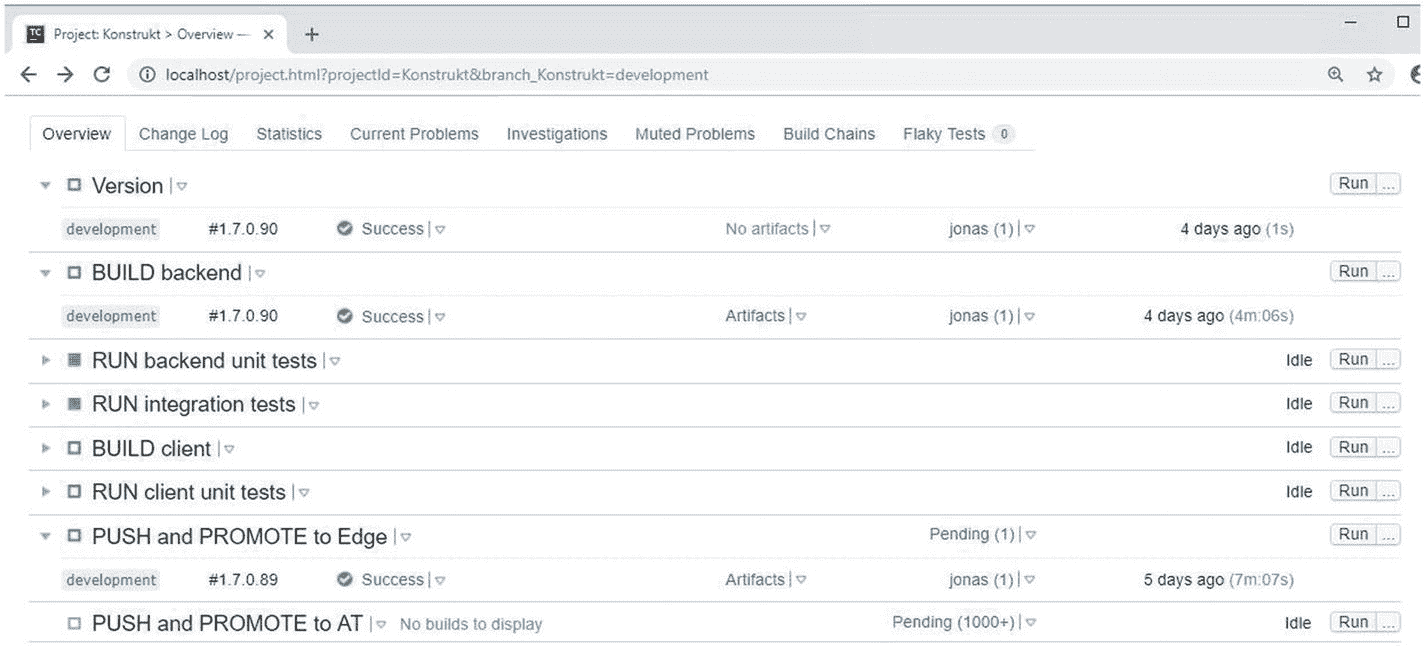 TC Project: Konstrukt > Overview —
localhost/project.html?projectId=Konstrukt&branch_Konstrukt=development
Overview Change Log Statistics Current Problems Investigations Muted Problems Build Chains Flaky Tests 0
Version Run ...
development #1.7.0.90 Success No artifacts jonas (1) 4 days ago (1s)
BUILD backend Run ...
development #1.7.0.90 Success Artifacts jonas (1) 4 days ago (4m:06s)
RUN backend unit tests Idle Run ...
RUN integration tests Idle Run ...
BUILD client Idle Run ...
RUN client unit tests Idle Run ...
PUSH and PROMOTE to Edge Pending (1) Run ...
development #1.7.0.89 Success Artifacts jonas (1) 5 days ago (7m:07s)
PUSH and PROMOTE to AT No builds to display Pending (1000+) Idle Run ...